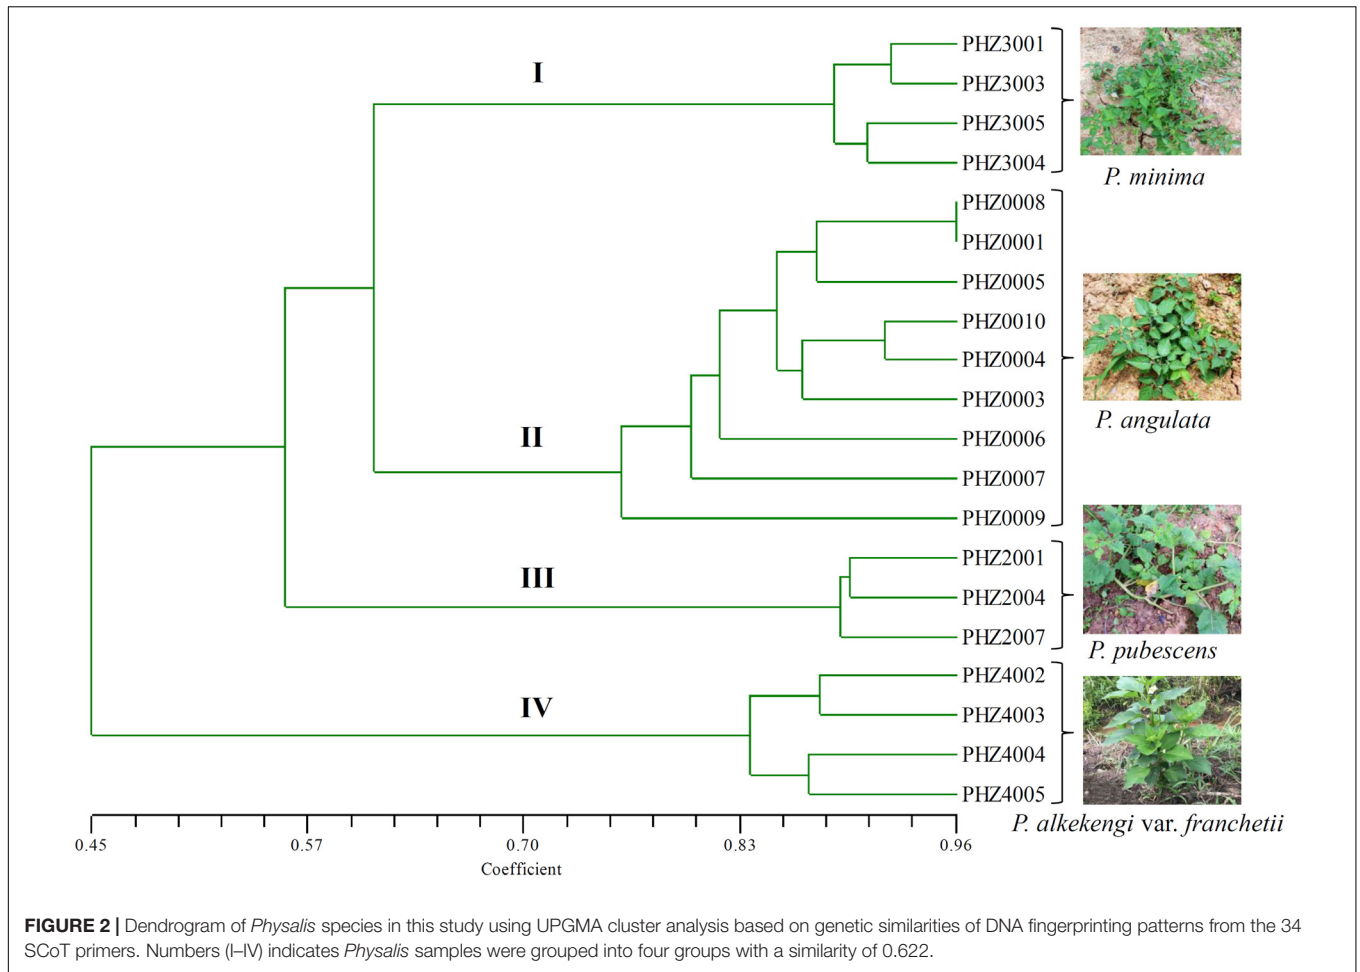 I
PHZ3001
PHZ3003
PHZ3005
PHZ3004
P. minima
II
PHZ0008
PHZ0001
PHZ0005
PHZ0010
PHZ0004
PHZ0003
PHZ0006
PHZ0007
PHZ0009
P. angulata
III
PHZ2001
PHZ2004
PHZ2007
P. pubescens
IV
PHZ4002
PHZ4003
PHZ4004
PHZ4005
P. alkekengi var. franchetii
0.45 0.57 0.70 0.83 0.96
Coefficient
FIGURE 2 | Dendrogram of Physalis species in this study using UPGMA cluster analysis based on genetic similarities of DNA fingerprinting patterns from the 34
SCoT primers. Numbers (I–IV) indicates Physalis samples were grouped into four groups with a similarity of 0.622.